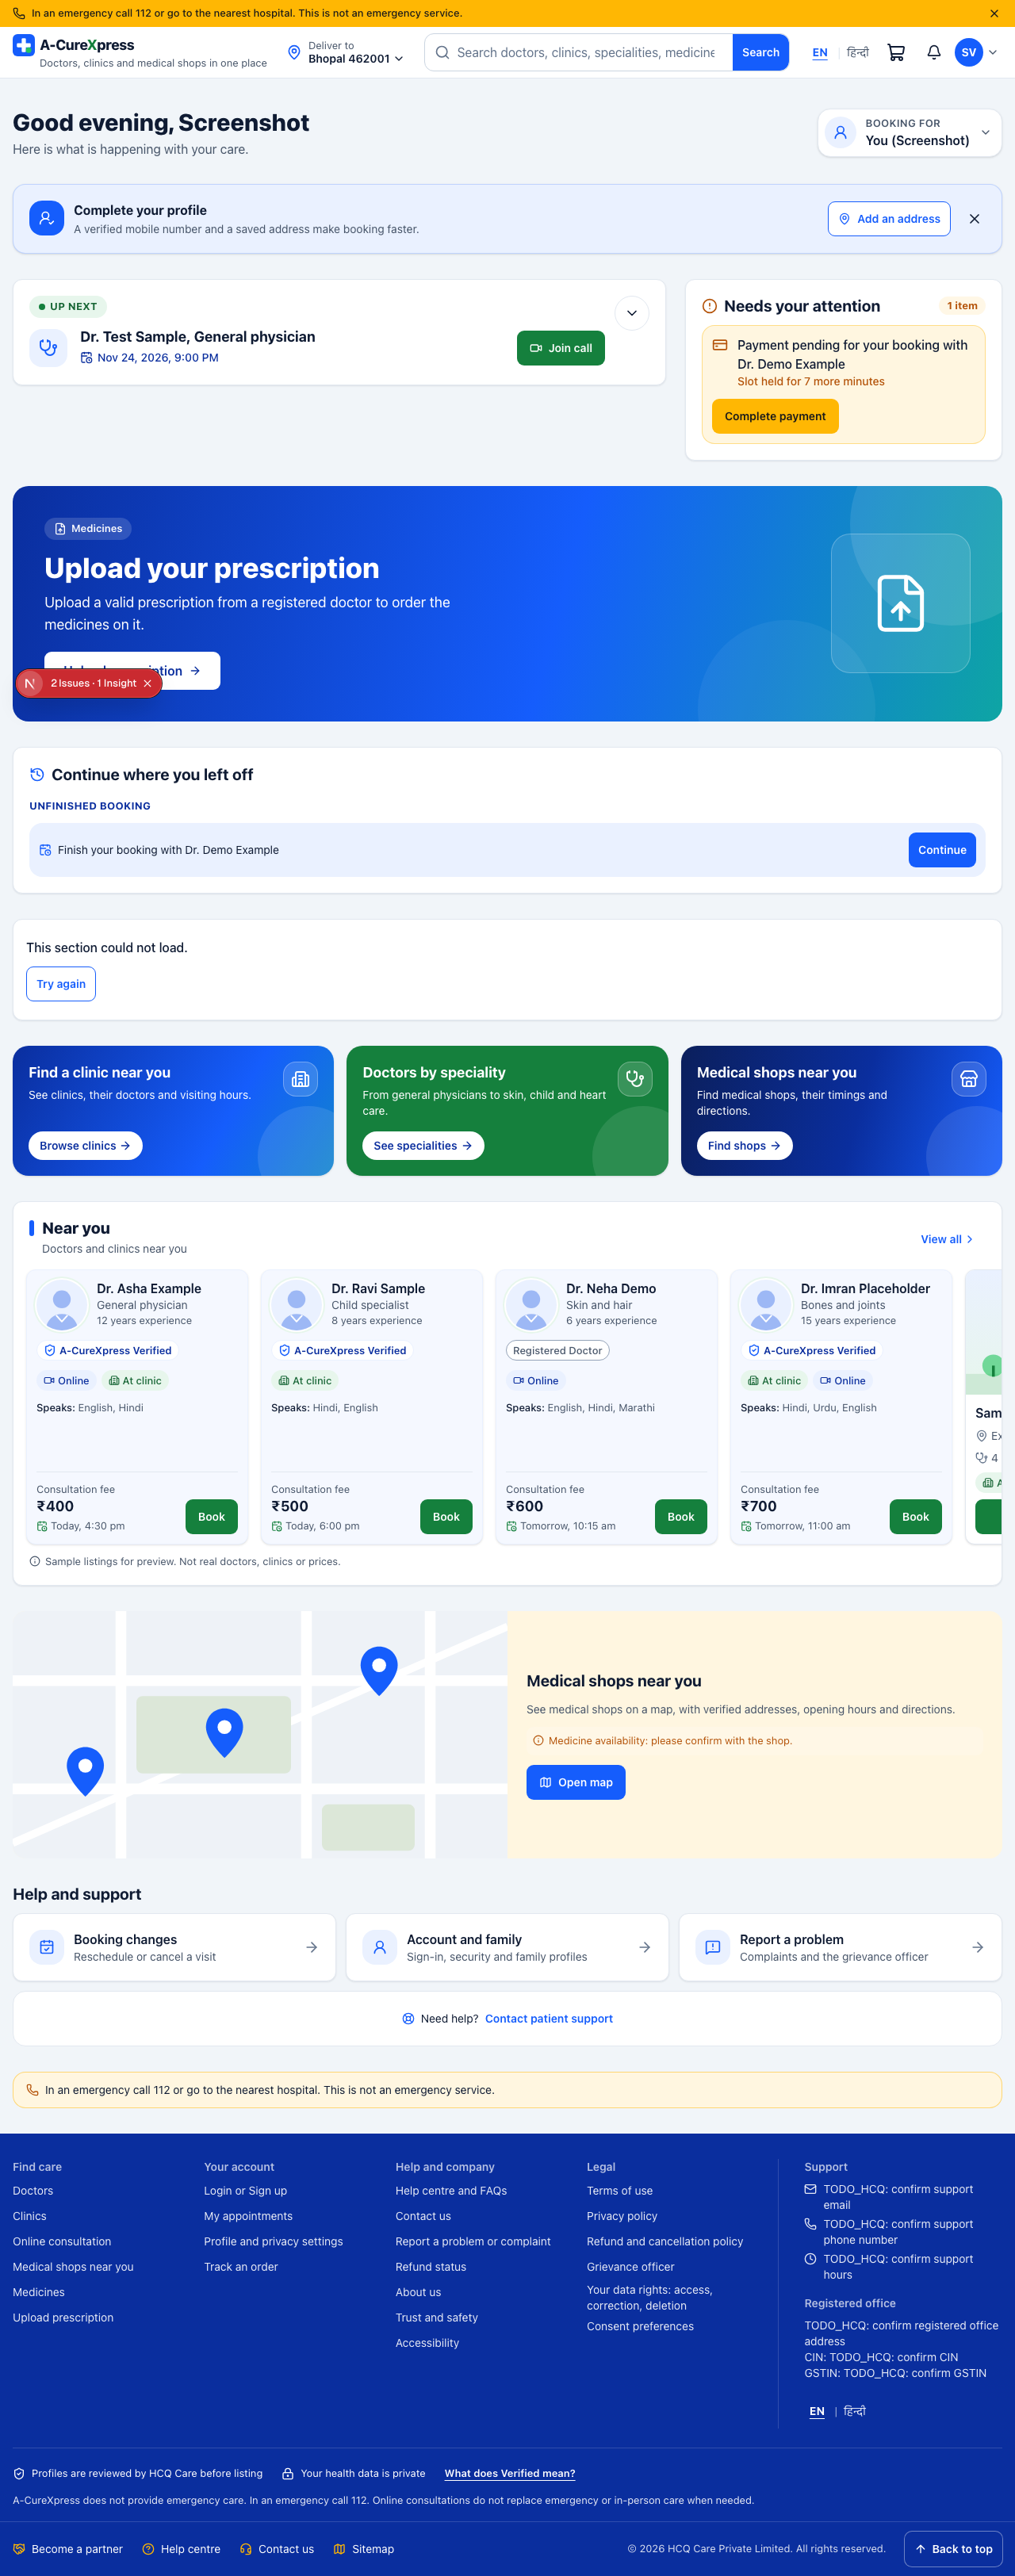 In an emergency call 112 or go to the nearest hospital. This is not an emergency service.
A-CureXpress
Doctors, clinics and medical shops in one place
Deliver to
Bhopal 462001
Search doctors, clinics, specialities, medicine
Search
EN | हिन्दी
SV
Good evening, Screenshot
Here is what is happening with your care.
BOOKING FOR
You (Screenshot)
Complete your profile
A verified mobile number and a saved address make booking faster.
Add an address
UP NEXT
Dr. Test Sample, General physician
Nov 24, 2026, 9:00 PM
Join call
Needs your attention
1 item
Payment pending for your booking with
Dr. Demo Example
Slot held for 7 more minutes
Complete payment
Medicines
Upload your prescription
Upload a valid prescription from a registered doctor to order the
medicines on it.
2 Issues · 1 Insight
Continue where you left off
UNFINISHED BOOKING
Finish your booking with Dr. Demo Example
Continue
This section could not load.
Try again
Find a clinic near you
See clinics, their doctors and visiting hours.
Browse clinics
Doctors by speciality
From general physicians to skin, child and heart
care.
See specialities
Medical shops near you
Find medical shops, their timings and
directions.
Find shops
Near you
Doctors and clinics near you
View all
Dr. Asha Example
General physician
12 years experience
A-CureXpress Verified
Online
At clinic
Speaks: English, Hindi
Consultation fee
₹400
Today, 4:30 pm
Book
Dr. Ravi Sample
Child specialist
8 years experience
A-CureXpress Verified
At clinic
Speaks: Hindi, English
Consultation fee
₹500
Today, 6:00 pm
Book
Dr. Neha Demo
Skin and hair
6 years experience
Registered Doctor
Online
Speaks: English, Hindi, Marathi
Consultation fee
₹600
Tomorrow, 10:15 am
Book
Dr. Imran Placeholder
Bones and joints
15 years experience
A-CureXpress Verified
At clinic
Online
Speaks: Hindi, Urdu, English
Consultation fee
₹700
Tomorrow, 11:00 am
Book
Sam
Ex
4
Sample listings for preview. Not real doctors, clinics or prices.
Medical shops near you
See medical shops on a map, with verified addresses, opening hours and directions.
Medicine availability: please confirm with the shop.
Open map
Help and support
Booking changes
Reschedule or cancel a visit
Account and family
Sign-in, security and family profiles
Report a problem
Complaints and the grievance officer
Need help? Contact patient support
In an emergency call 112 or go to the nearest hospital. This is not an emergency service.
Find care
Doctors
Clinics
Online consultation
Medical shops near you
Medicines
Upload prescription
Your account
Login or Sign up
My appointments
Profile and privacy settings
Track an order
Help and company
Help centre and FAQs
Contact us
Report a problem or complaint
Refund status
About us
Trust and safety
Accessibility
Legal
Terms of use
Privacy policy
Refund and cancellation policy
Grievance officer
Your data rights: access,
correction, deletion
Consent preferences
Support
TODO_HCQ: confirm support
email
TODO_HCQ: confirm support
phone number
TODO_HCQ: confirm support
hours
Registered office
TODO_HCQ: confirm registered office
address
CIN: TODO_HCQ: confirm CIN
GSTIN: TODO_HCQ: confirm GSTIN
EN | हिन्दी
Profiles are reviewed by HCQ Care before listing
Your health data is private
What does Verified mean?
A-CureXpress does not provide emergency care. In an emergency call 112. Online consultations do not replace emergency or in-person care when needed.
Become a partner
Help centre
Contact us
Sitemap
© 2026 HCQ Care Private Limited. All rights reserved.
Back to top